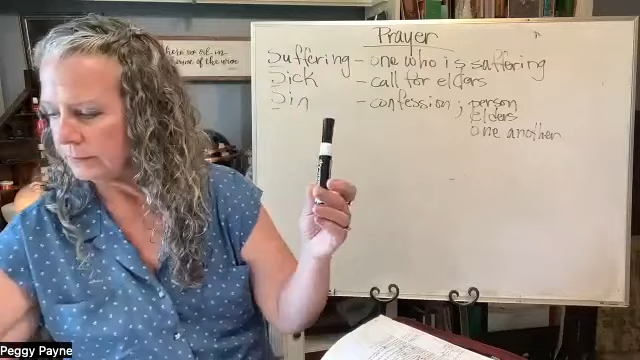 Prayer
Suffering - one who is suffering
Sick - call for elders
Sin - confession ; person
elders
one another
Peggy Payne